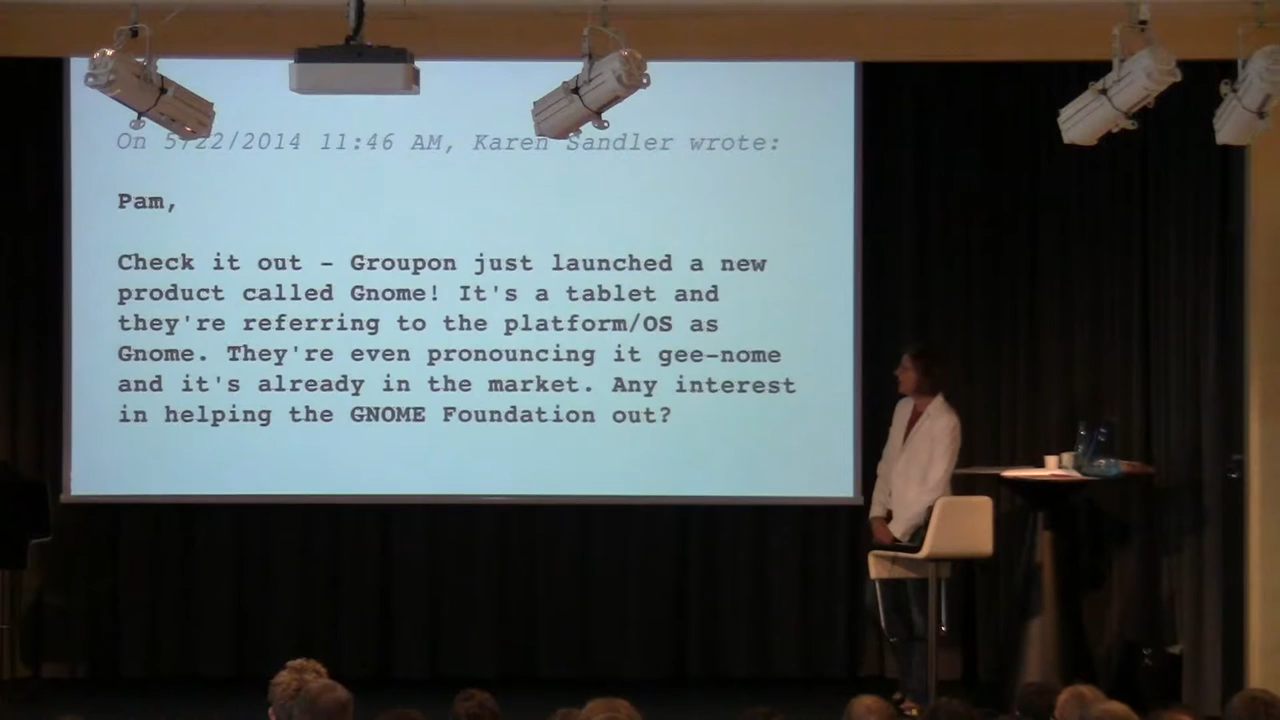 On 5/22/2014 11:46 AM, Karen Sandler wrote:
Pam,
Check it out - Groupon just launched a new
product called Gnome! It's a tablet and
they're referring to the platform/OS as
Gnome. They're even pronouncing it gee-nome
and it's already in the market. Any interest
in helping the GNOME Foundation out?